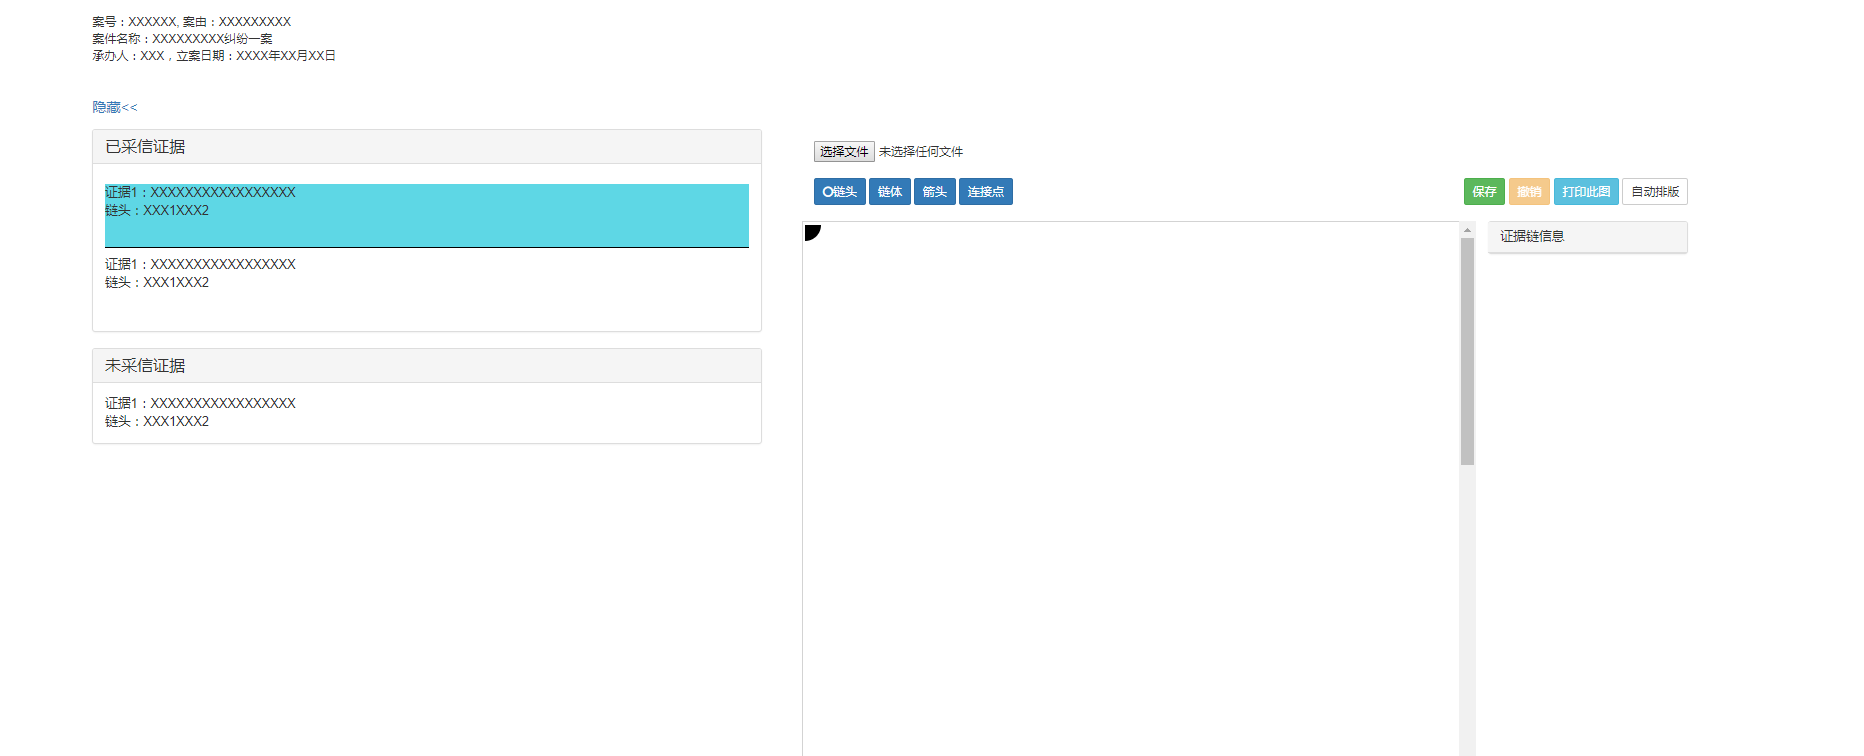 案号：XXXXXX, 案由：XXXXXXXXX
案件名称：XXXXXXXXX纠纷一案
承办人：XXX，立案日期：XXXX年XX月XX日
隐藏<<
已采信证据
证据1：XXXXXXXXXXXXXXXXX
链头：XXX1XXX2
证据1：XXXXXXXXXXXXXXXXX
链头：XXX1XXX2
未采信证据
证据1：XXXXXXXXXXXXXXXXX
链头：XXX1XXX2
选择文件 未选择任何文件
链头 链体 箭头 连接点 保存 撤销 打印此图 自动排版
证据链信息